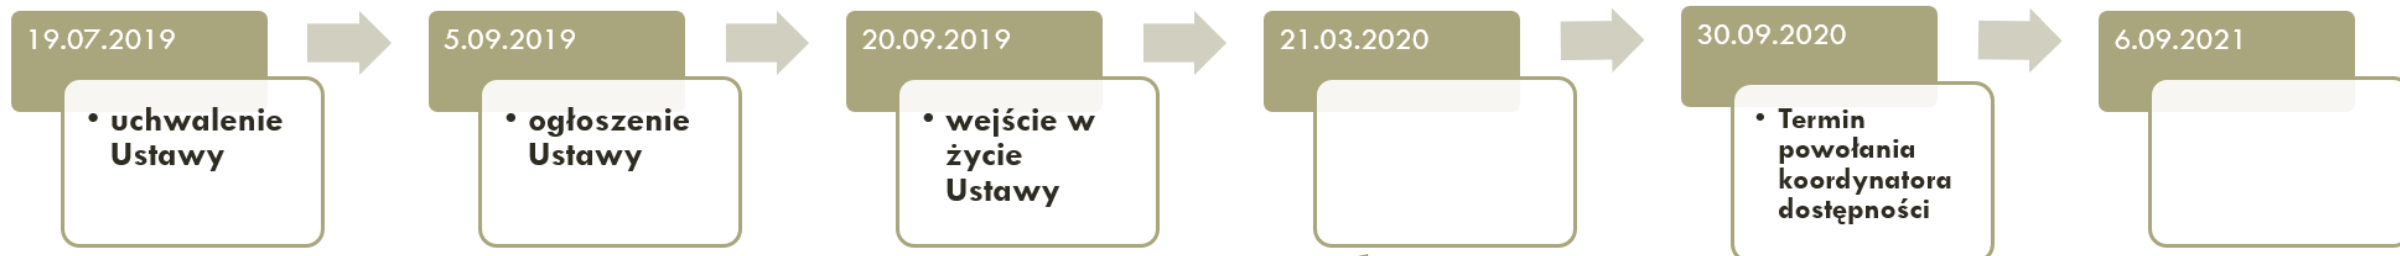 19.07.2019
• uchwalenie
Ustawy
5.09.2019
• ogłoszenie
Ustawy
20.09.2019
• wejście w
życie
Ustawy
21.03.2020
30.09.2020
• Termin
powołania
koordynatora
dostępności
6.09.2021